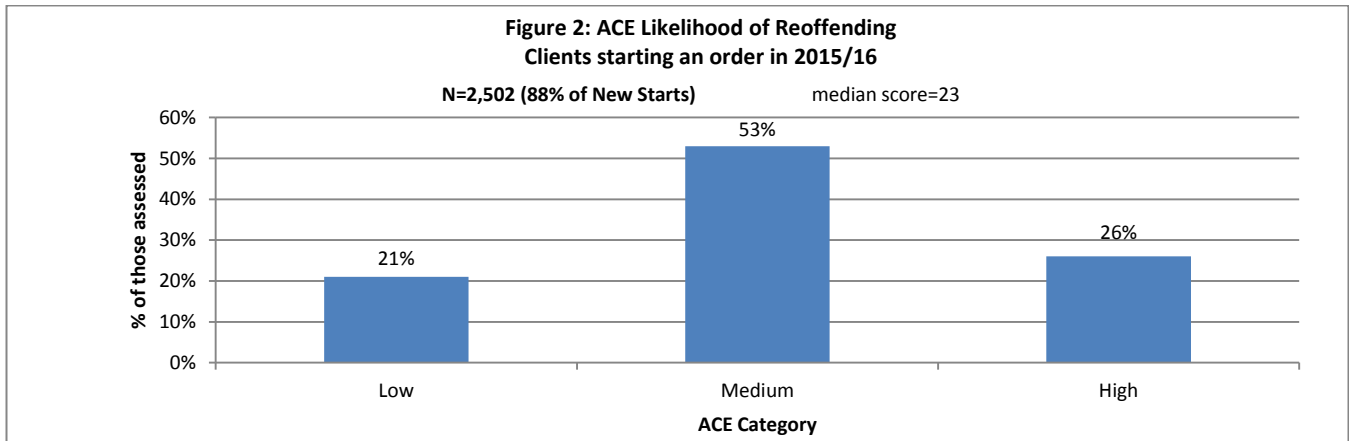 Figure 2: ACE Likelihood of Reoffending
Clients starting an order in 2015/16
N=2,502 (88% of New Starts) median score=23
60%
50%
40%
30%
20%
10%
0%
% of those assessed
21%
53%
26%
Low Medium High
ACE Category